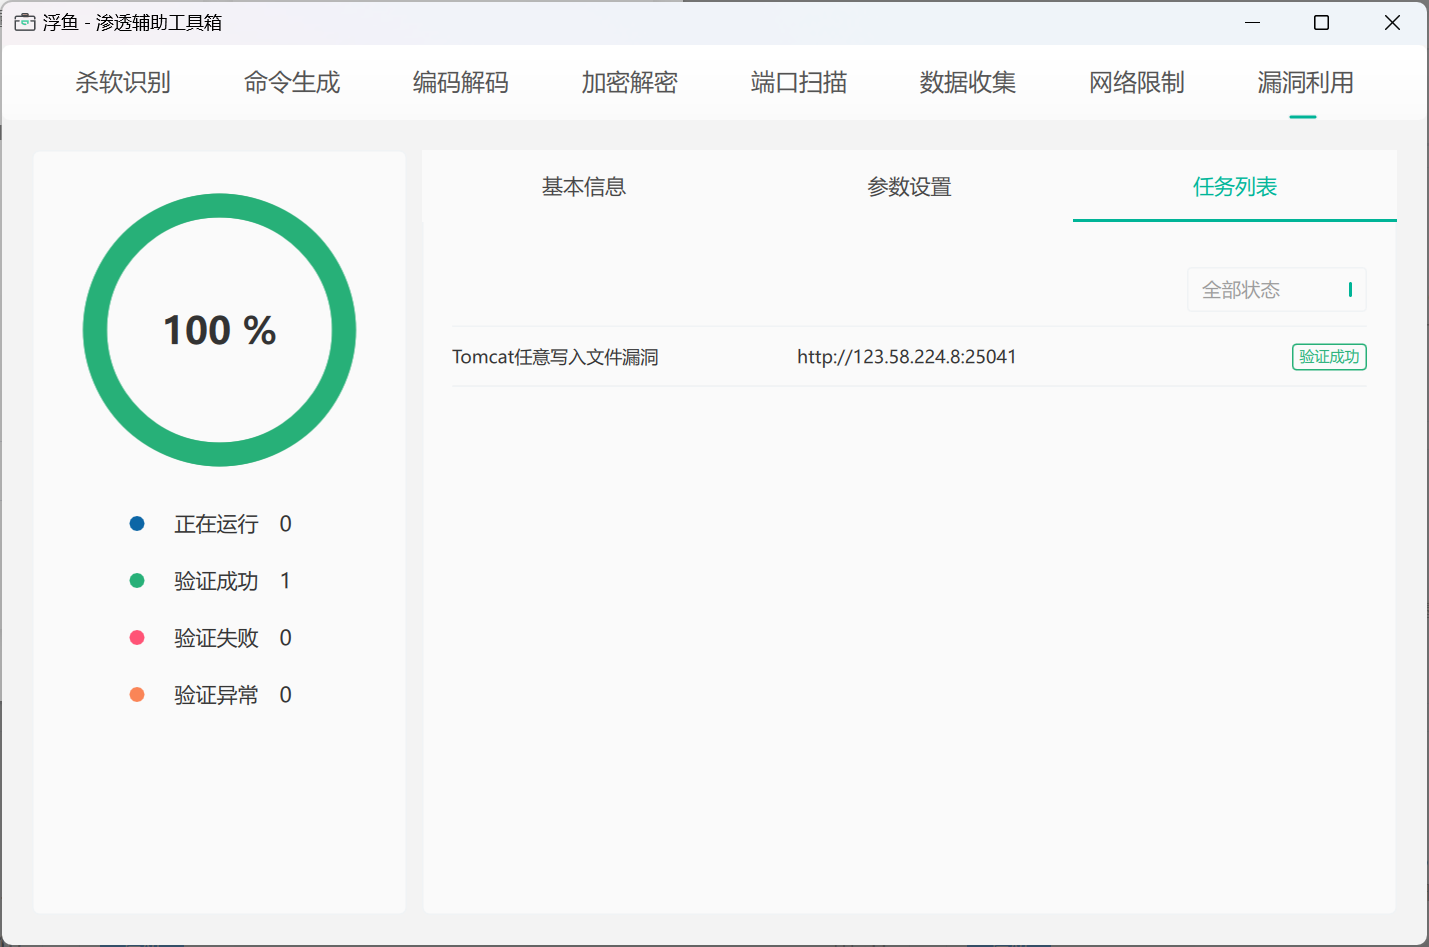 浮鱼 - 渗透辅助工具箱
杀软识别 命令生成 编码解码 加密解密 端口扫描 数据收集 网络限制 漏洞利用
基本信息 参数设置 任务列表
全部状态
Tomcat任意写入文件漏洞 http://123.58.224.8:25041 验证成功
100 %
正在运行 0
验证成功 1
验证失败 0
验证异常 0